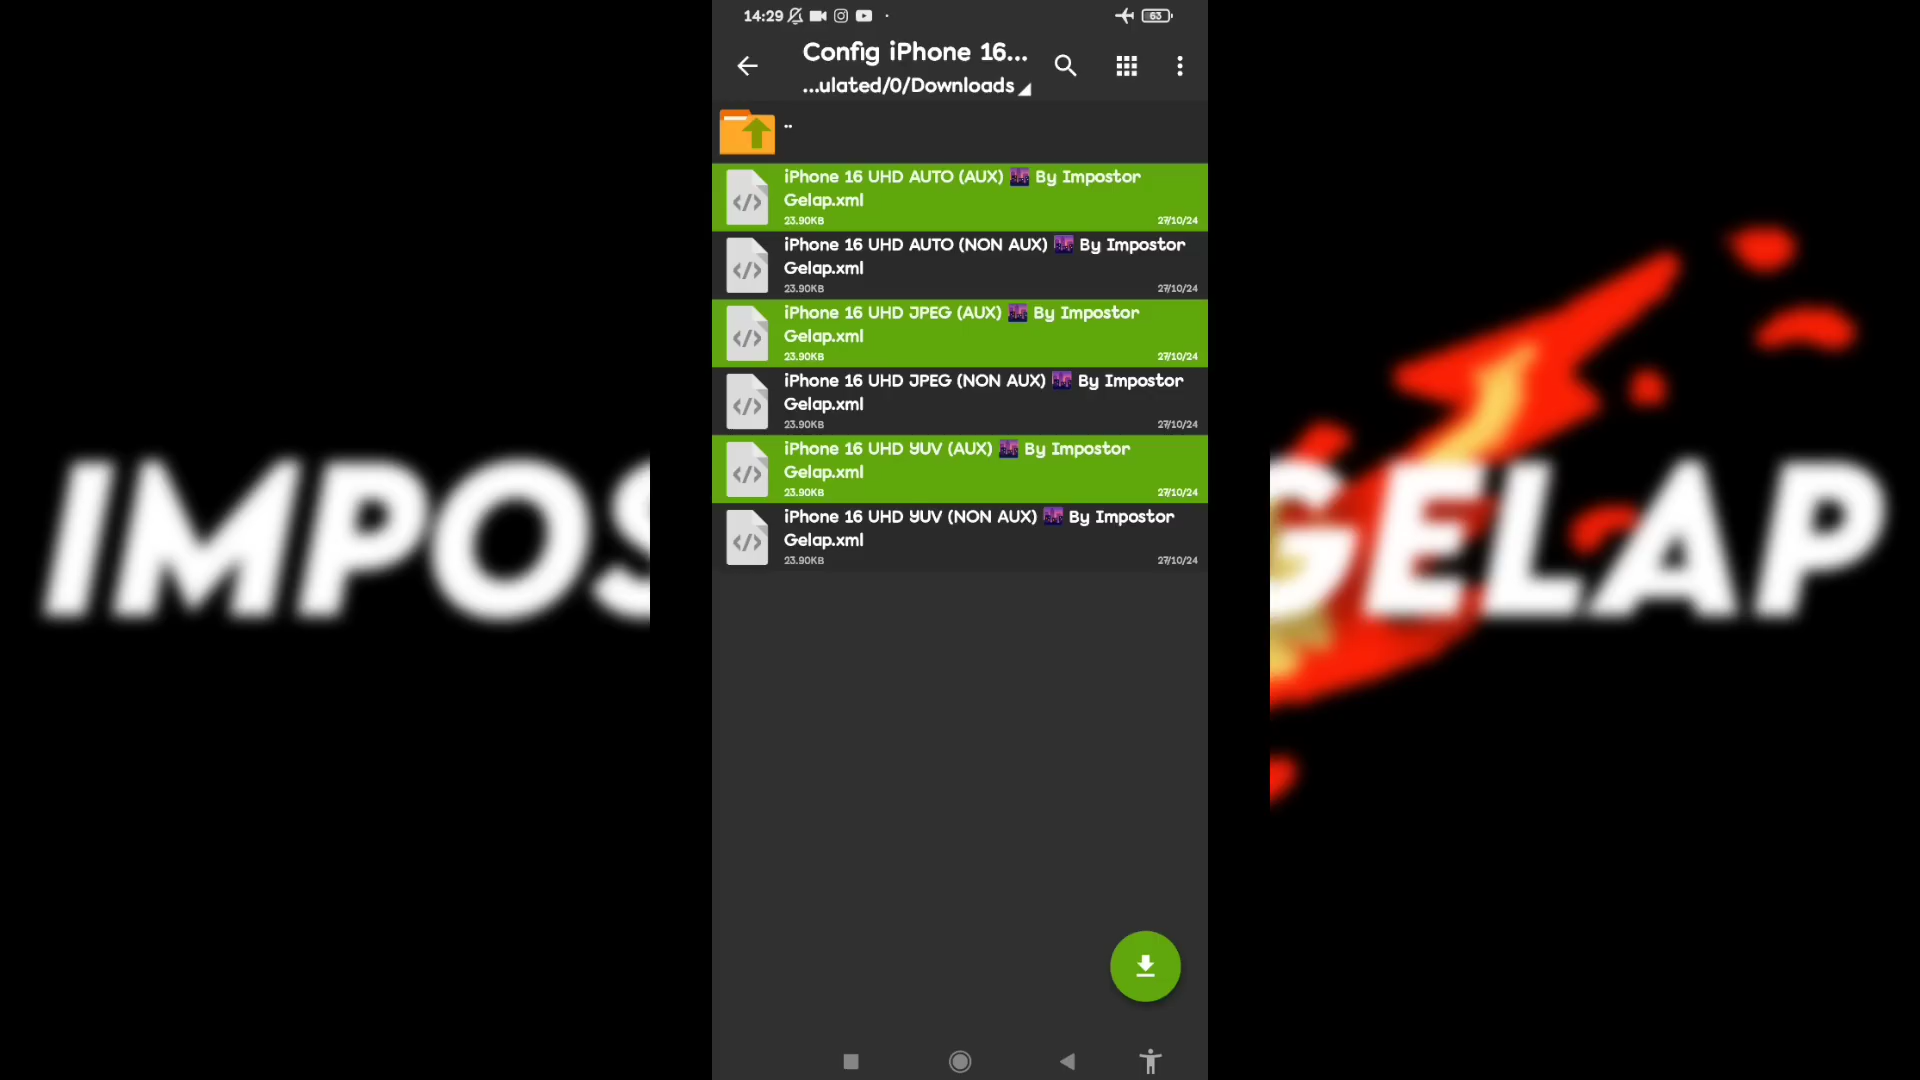 14:29
63
Config iPhone 16...
...ulated/0/Downloads
..
iPhone 16 UHD AUTO (AUX) 🌆 By Impostor
Gelap.xml
23.90KB 27/10/24
iPhone 16 UHD AUTO (NON AUX) 🌆 By Impostor
Gelap.xml
23.90KB 27/10/24
iPhone 16 UHD JPEG (AUX) 🌆 By Impostor
Gelap.xml
23.90KB 27/10/24
iPhone 16 UHD JPEG (NON AUX) 🌆 By Impostor
Gelap.xml
23.90KB 27/10/24
iPhone 16 UHD YUV (AUX) 🌆 By Impostor
Gelap.xml
23.90KB 27/10/24
iPhone 16 UHD YUV (NON AUX) 🌆 By Impostor
Gelap.xml
23.90KB 27/10/24
IMPOS GELAP